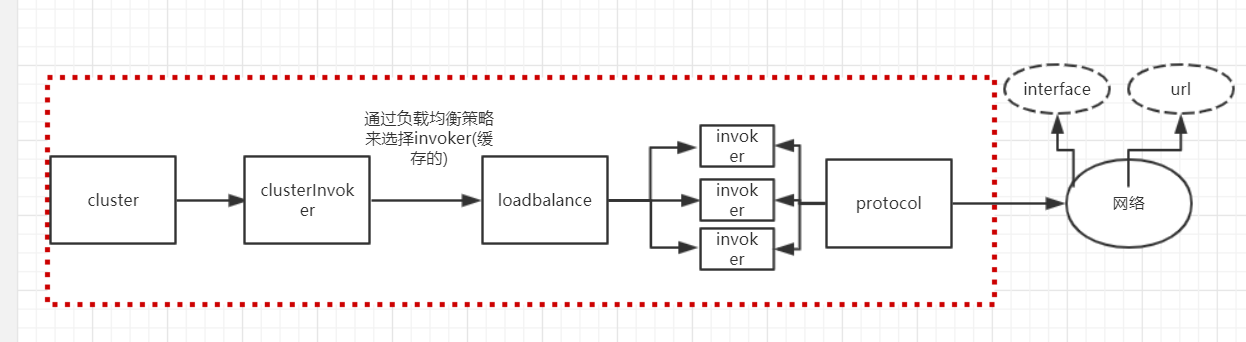 通过负载均衡策略
来选择invoker(缓
存的)
cluster
clusterInvok
er
loadbalance
invok
er
invok
er
invok
er
protocol
interface
url
网络